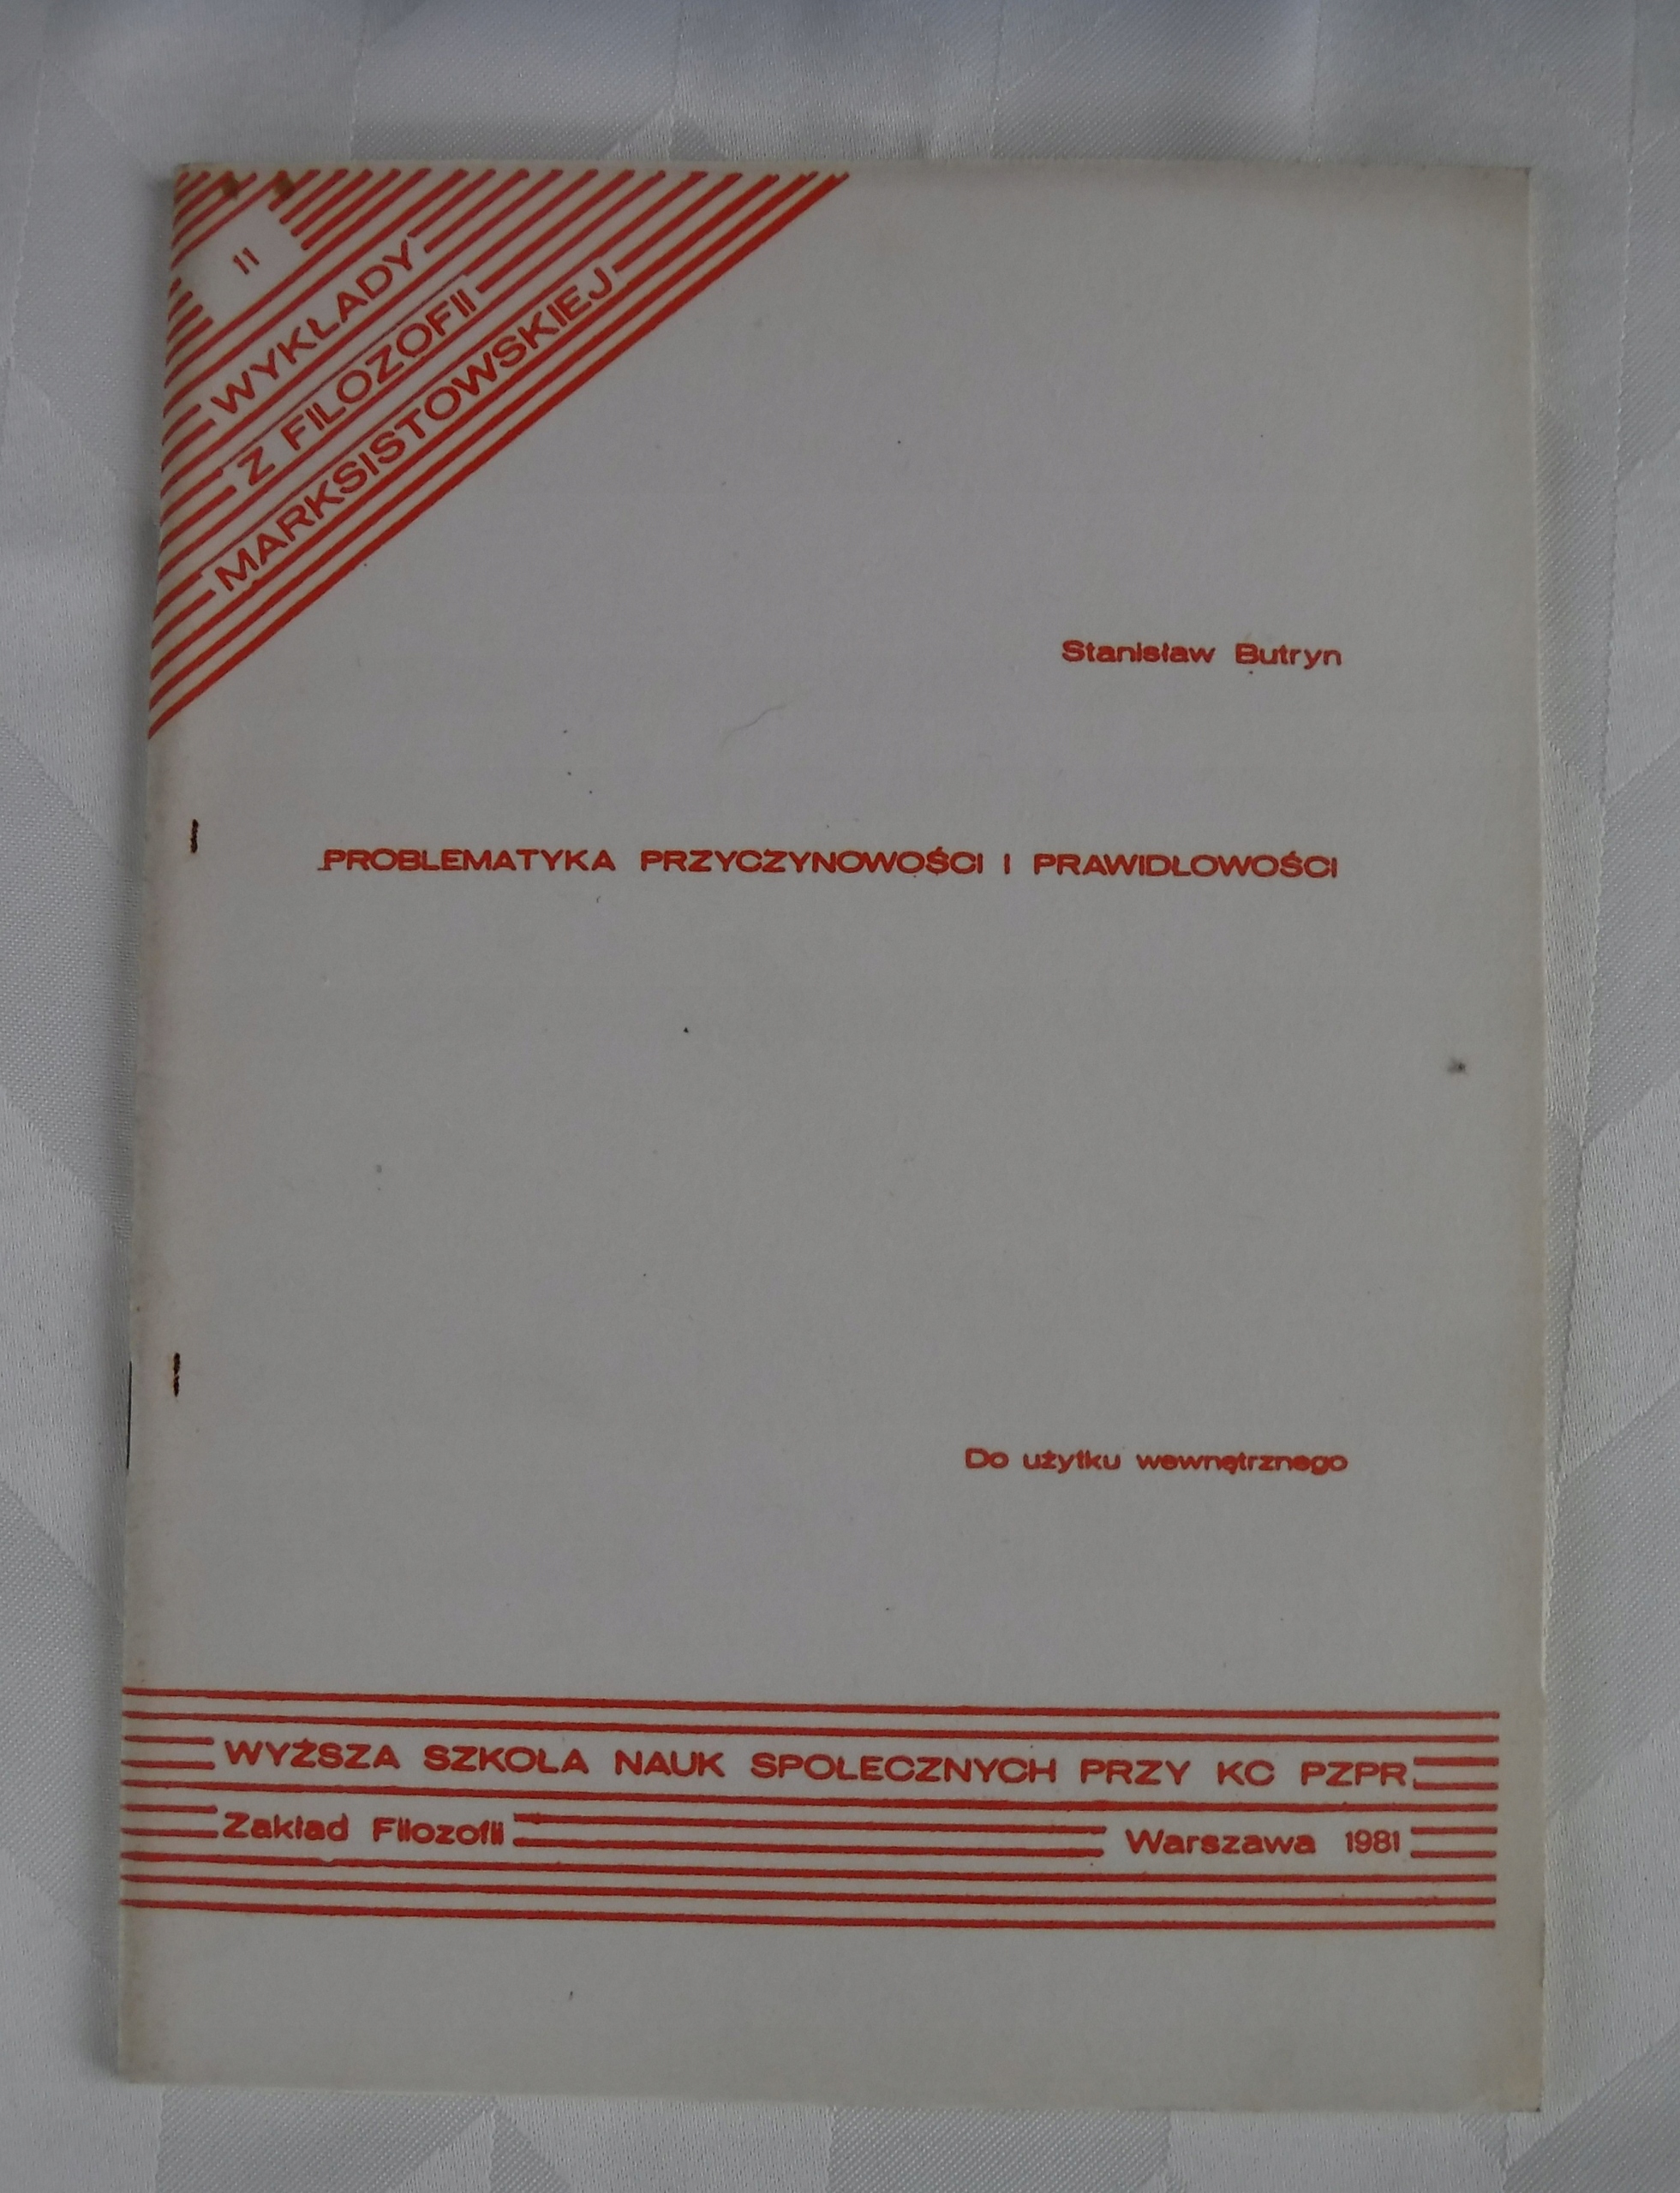 11
WYKŁADY
Z FILOZOFII
MARKSISTOWSKIEJ
Stanisław Butryn
PROBLEMATYKA PRZYCZYNOWOŚCI I PRAWIDŁOWOŚCI
Do użytku wewnętrznego
WYŻSZA SZKOŁA NAUK SPOŁECZNYCH PRZY KC PZPR
Zakład Filozofii Warszawa 1981